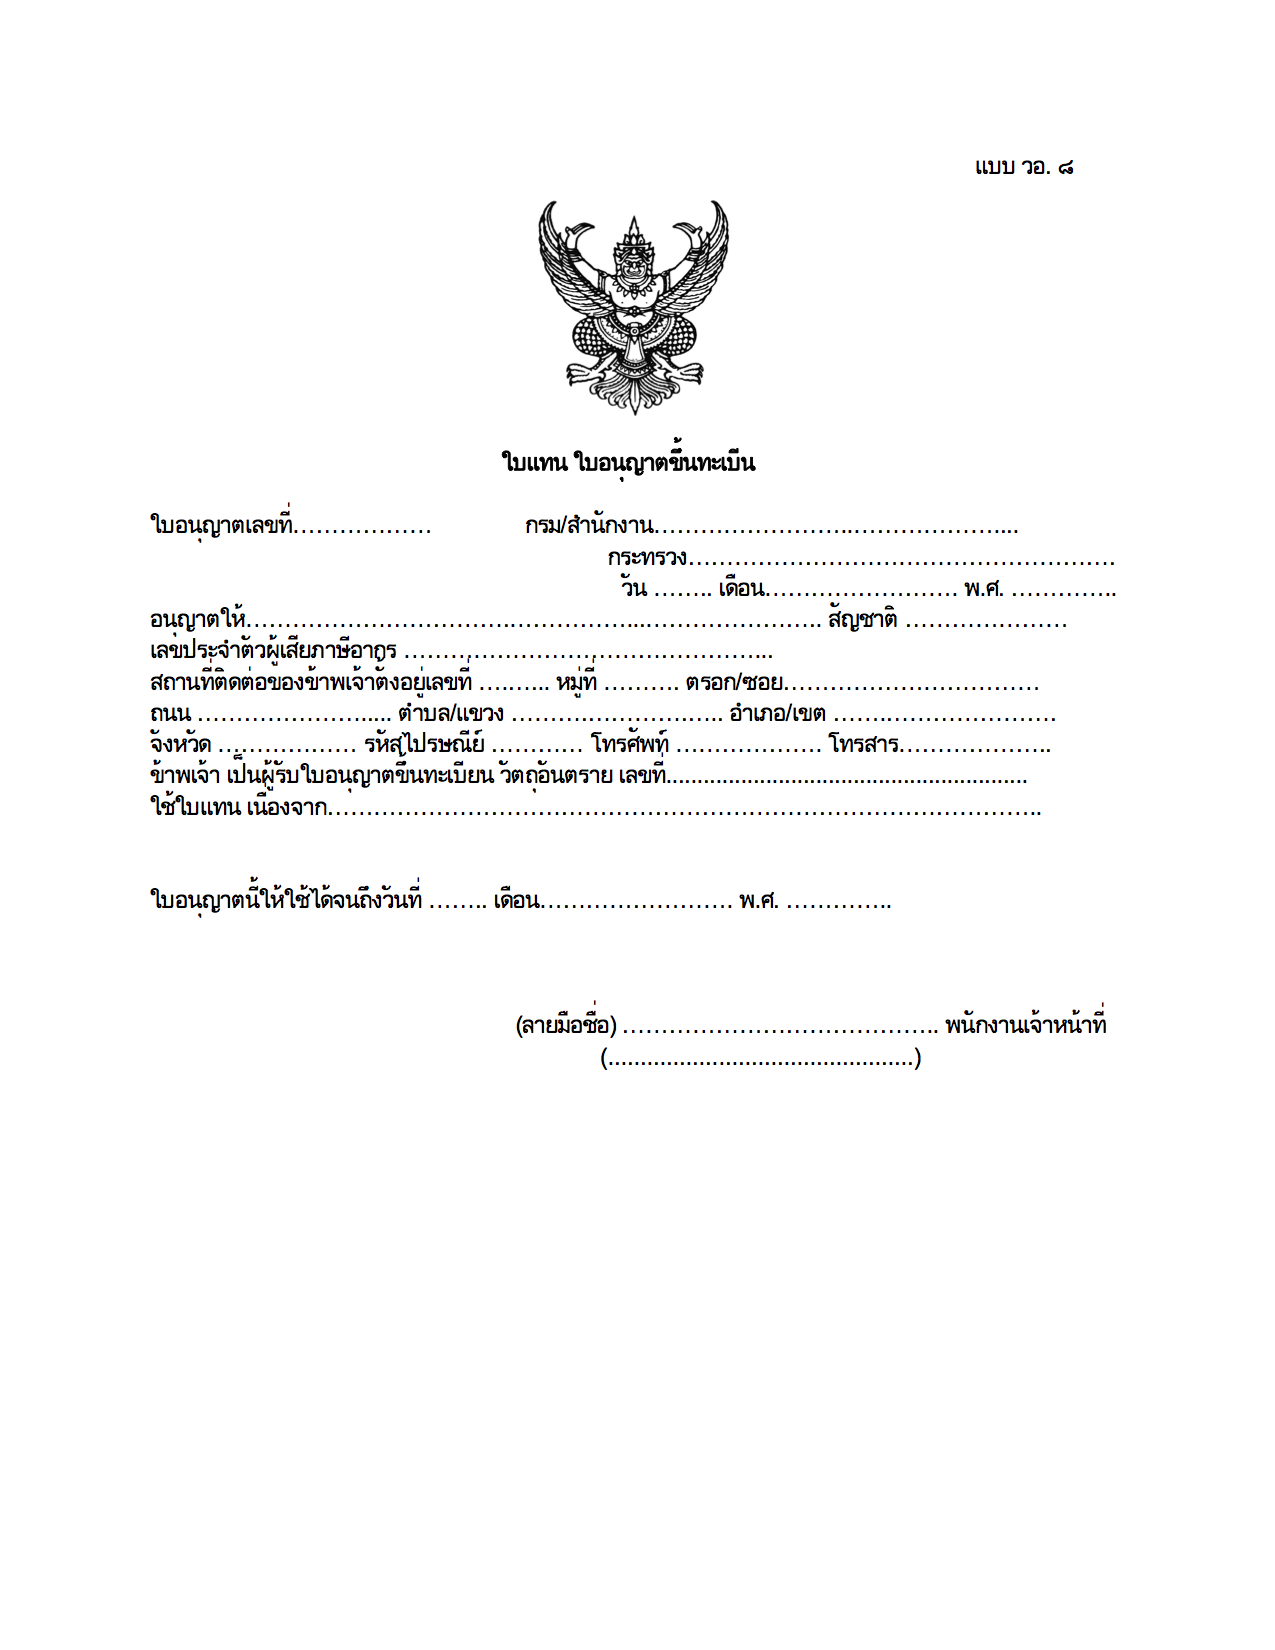 แบบ วอ. ๘
ใบแทน ใบอนุญาตขึ้นทะเบีน
ใบอนุญาตเลขที่……………… กรม/สำนักงาน……………………..………………....
กระทรวง………………………………………………
วัน …….. เดือน……………………. พ.ศ. …………..
อนุญาตให้…………………………….……………...…………………. สัญชาติ …………………
เลขประจำตัวผู้เสียภาษีอากร ………………………………………...
สถานที่ติดต่อของข้าพเจ้าตั้งอยู่เลขที่ ….….. หมู่ที่ ………. ตรอก/ซอย……………………………
ถนน …………………..... ตำบล/แขวง ……………………….. อำเภอ/เขต …….………………….
จังหวัด ……………… รหัสไปรษณีย์ ………… โทรศัพท์ ………………. โทรสาร………………..
ข้าพเจ้า เป็นผู้รับใบอนุญาตขึ้นทะเบียน วัตถุอันตราย เลขที่..........................................................
ใช้ใบแทน เนื่องจาก………………………………………………………………………………..
ใบอนุญาตนี้ให้ใช้ได้จนถึงวันที่ …….. เดือน……………………. พ.ศ. …………..
(ลายมือชื่อ) ………………………………….. พนักงานเจ้าหน้าที่
(...............................................)